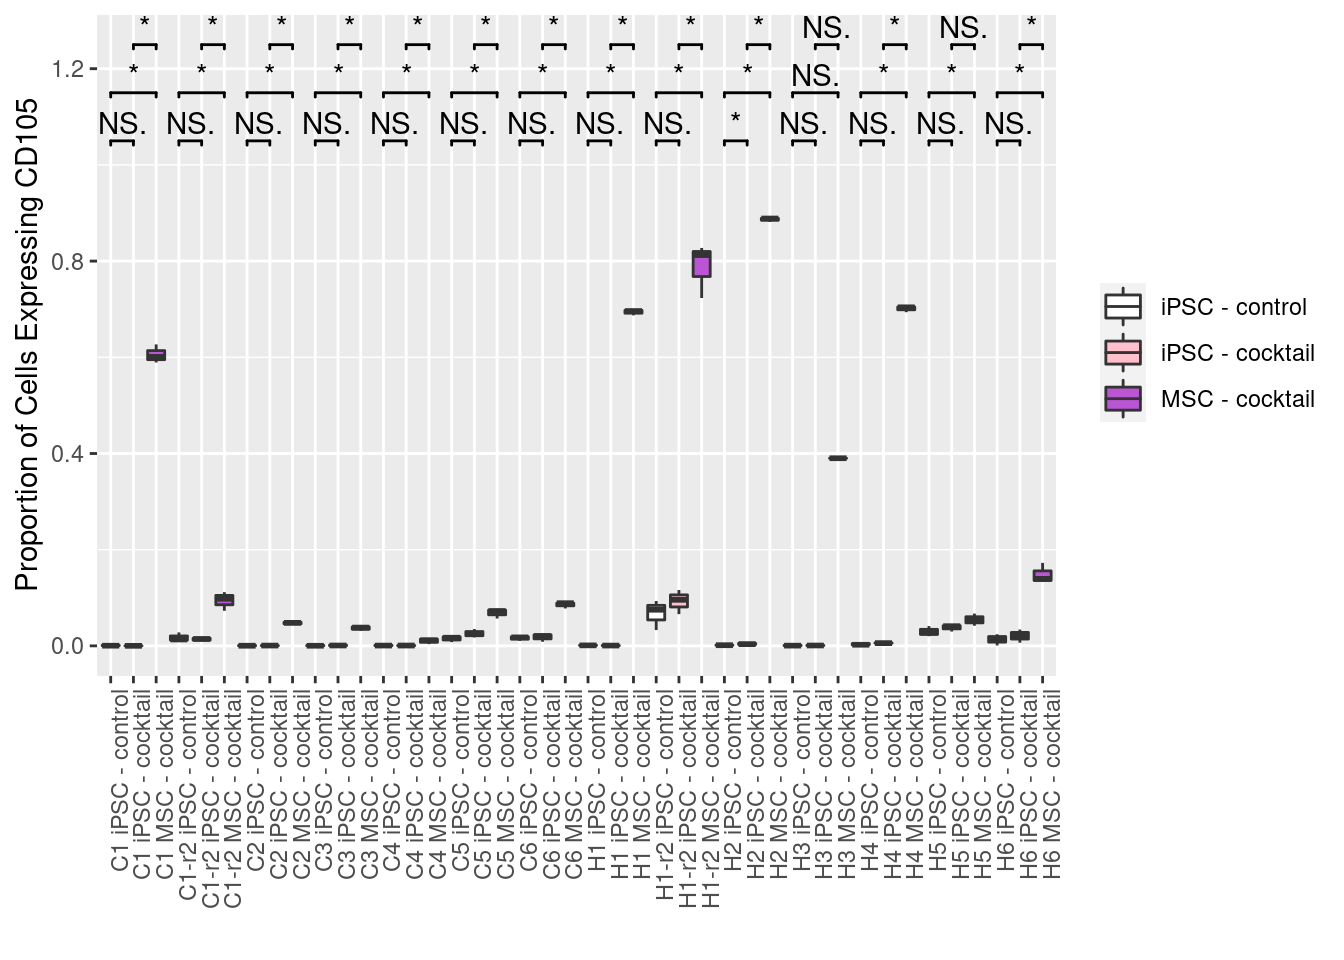 * * * * * * * * * * NS. * NS. *
1.2
* * * * * * * * * * NS. * * *
NS. NS. NS. NS. NS. NS. NS. NS. NS. * NS. NS. NS. NS.
Proportion of Cells Expressing CD105
0.8
0.4
0.0
iPSC - control
iPSC - cocktail
MSC - cocktail
C1 iPSC - control
C1 iPSC - cocktail
C1 MSC - cocktail
C1-r2 iPSC - control
C1-r2 iPSC - cocktail
C1-r2 MSC - cocktail
C2 iPSC - control
C2 iPSC - cocktail
C2 MSC - cocktail
C3 iPSC - control
C3 iPSC - cocktail
C3 MSC - cocktail
C4 iPSC - control
C4 iPSC - cocktail
C4 MSC - cocktail
C5 iPSC - control
C5 iPSC - cocktail
C5 MSC - cocktail
C6 iPSC - control
C6 iPSC - cocktail
C6 MSC - cocktail
H1 iPSC - control
H1 iPSC - cocktail
H1 MSC - cocktail
H1-r2 iPSC - control
H1-r2 iPSC - cocktail
H1-r2 MSC - cocktail
H2 iPSC - control
H2 iPSC - cocktail
H2 MSC - cocktail
H3 iPSC - control
H3 iPSC - cocktail
H3 MSC - cocktail
H4 iPSC - control
H4 iPSC - cocktail
H4 MSC - cocktail
H5 iPSC - control
H5 iPSC - cocktail
H5 MSC - cocktail
H6 iPSC - control
H6 iPSC - cocktail
H6 MSC - cocktail